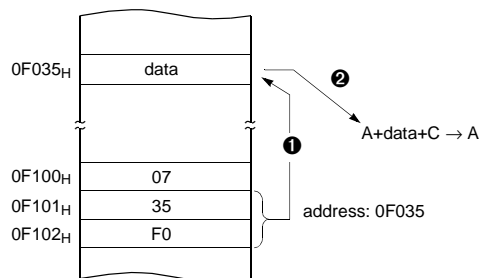 0F035H data
❷
A+data+C → A
❶
0F100H 07
0F101H 35
address: 0F035
0F102H F0